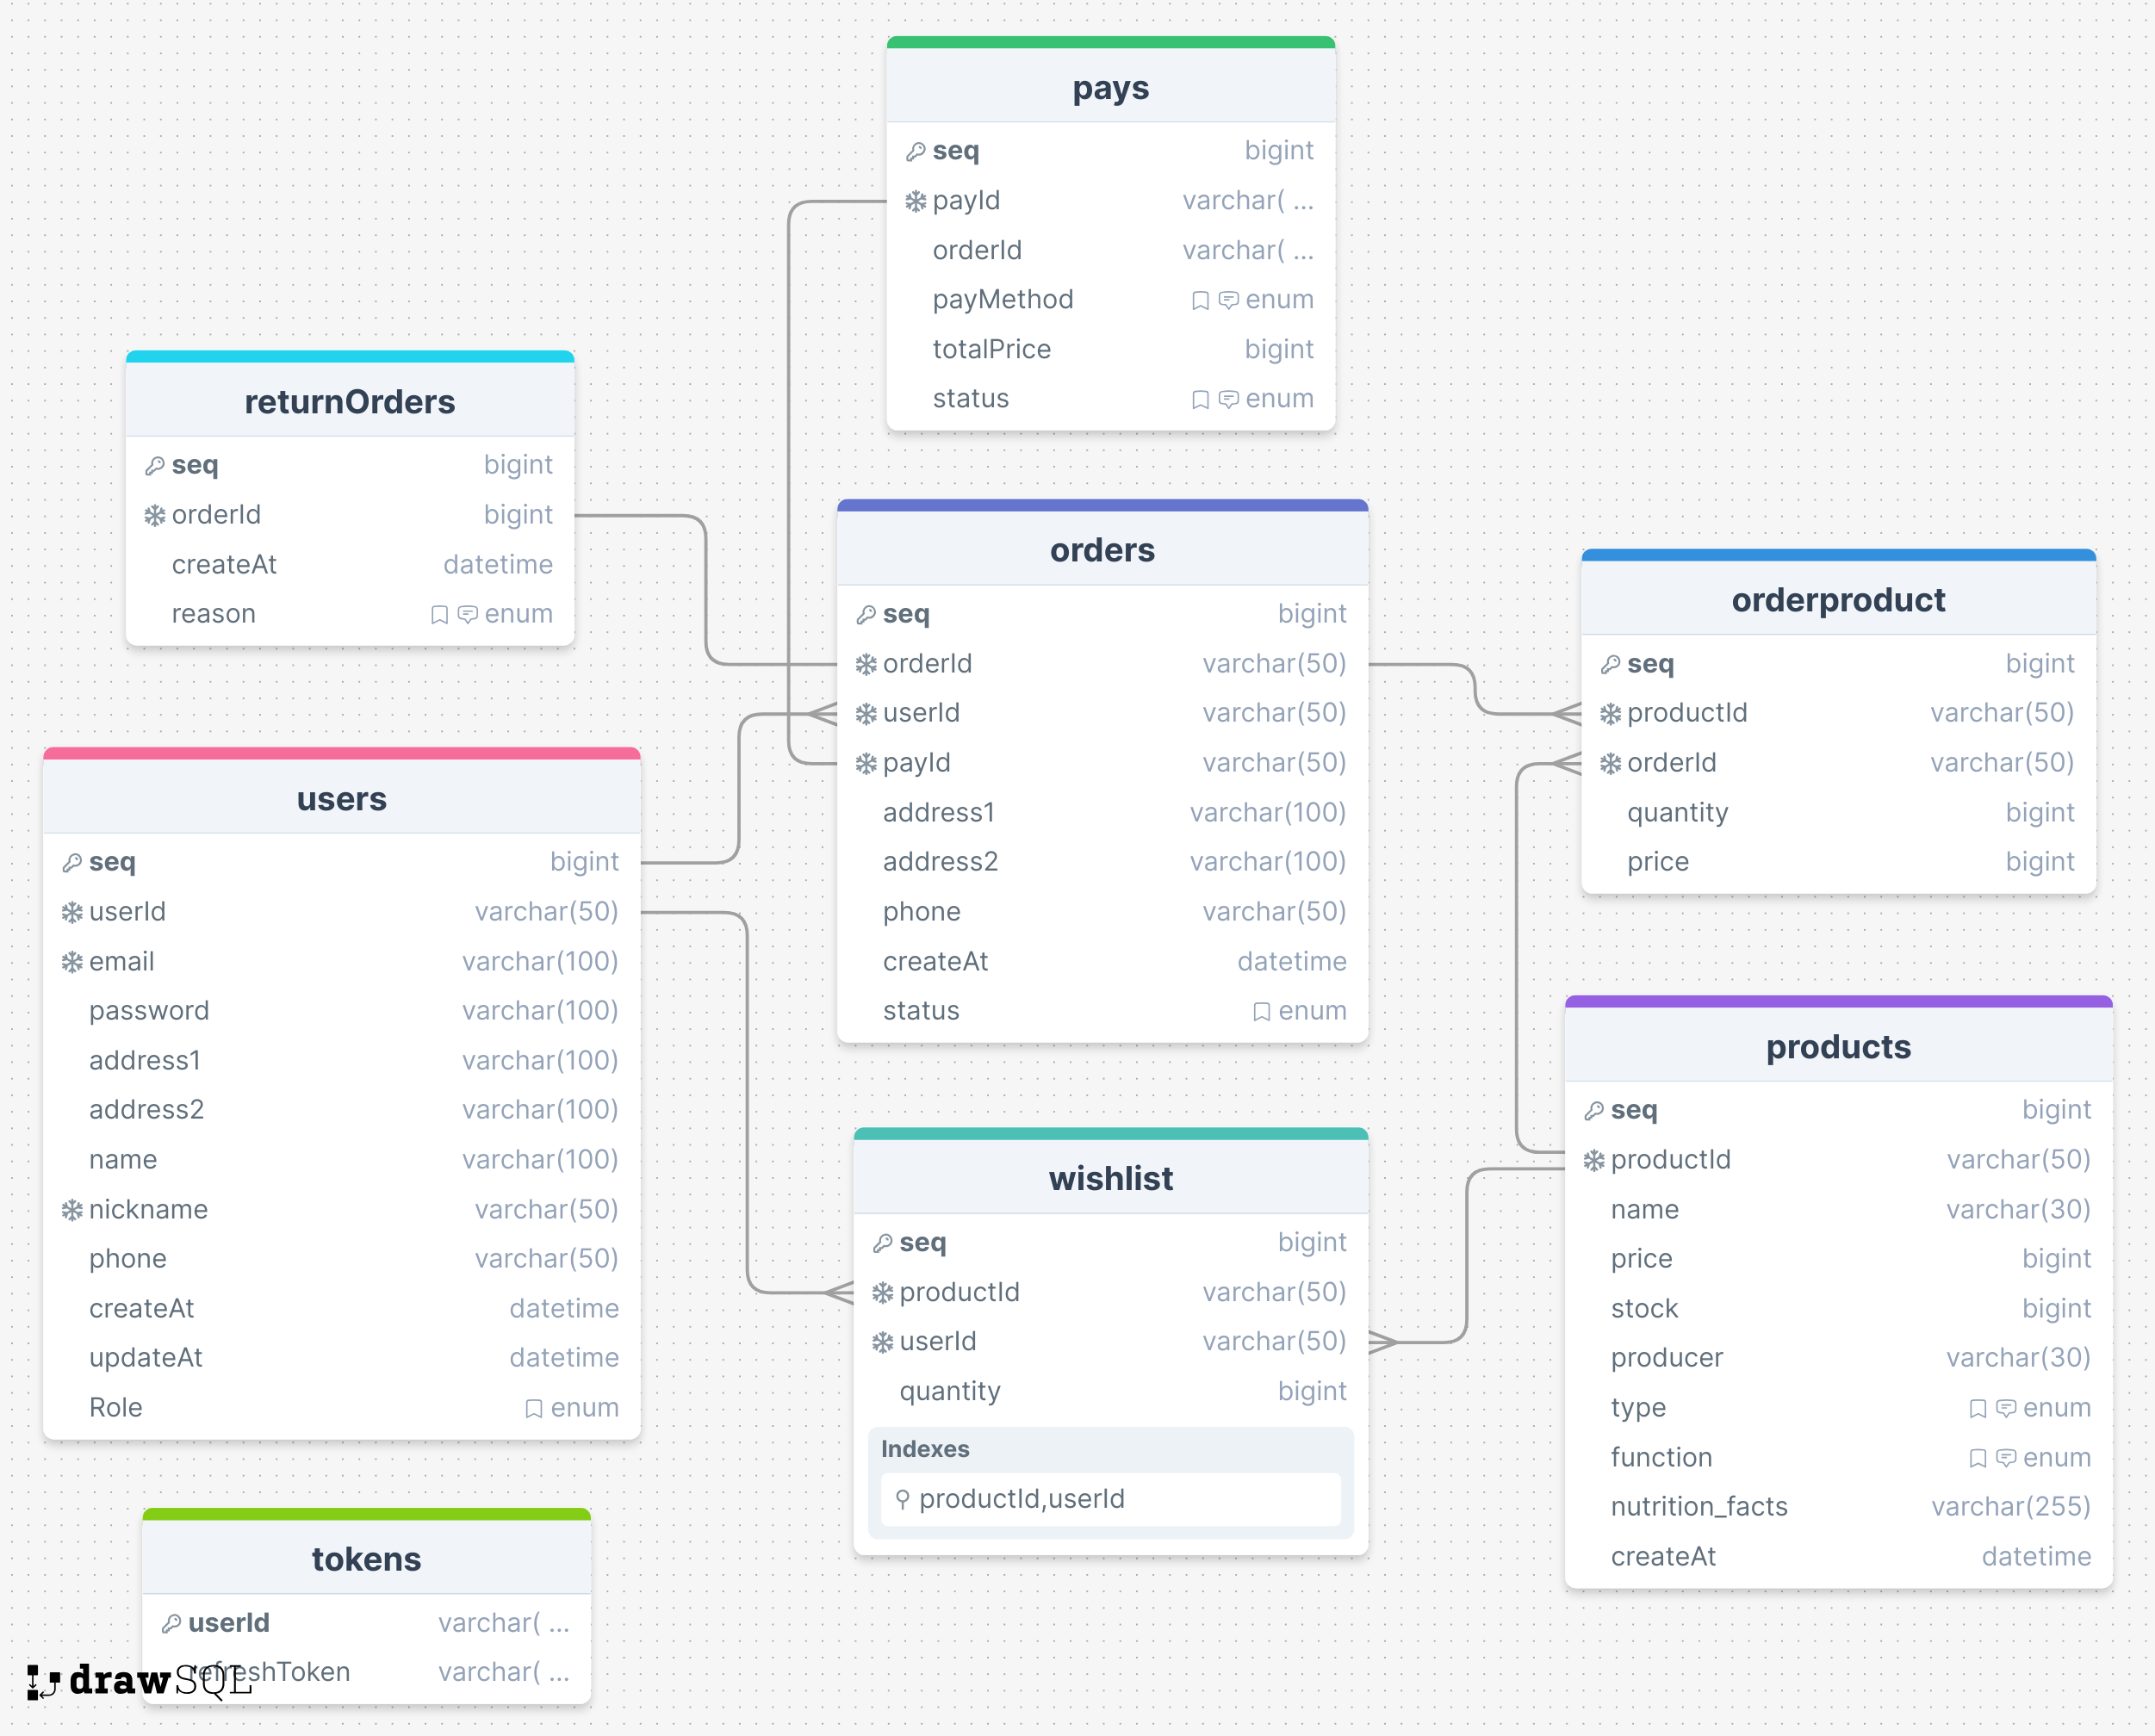 pays
seq bigint
payId varchar( ...
orderId varchar( ...
payMethod enum
totalPrice bigint
status enum
returnOrders
seq bigint
orderId bigint
createAt datetime
reason enum
orders
seq bigint
orderId varchar(50)
userId varchar(50)
payId varchar(50)
address1 varchar(100)
address2 varchar(100)
phone varchar(50)
createAt datetime
status enum
orderproduct
seq bigint
productId varchar(50)
orderId varchar(50)
quantity bigint
price bigint
users
seq bigint
userId varchar(50)
email varchar(100)
password varchar(100)
address1 varchar(100)
address2 varchar(100)
name varchar(100)
nickname varchar(50)
phone varchar(50)
createAt datetime
updateAt datetime
Role enum
wishlist
seq bigint
productId varchar(50)
userId varchar(50)
quantity bigint
Indexes
productId,userId
products
seq bigint
productId varchar(50)
name varchar(30)
price bigint
stock bigint
producer varchar(30)
type enum
function enum
nutrition_facts varchar(255)
createAt datetime
tokens
userId varchar( ...
refreshToken varchar( ...
drawSQL